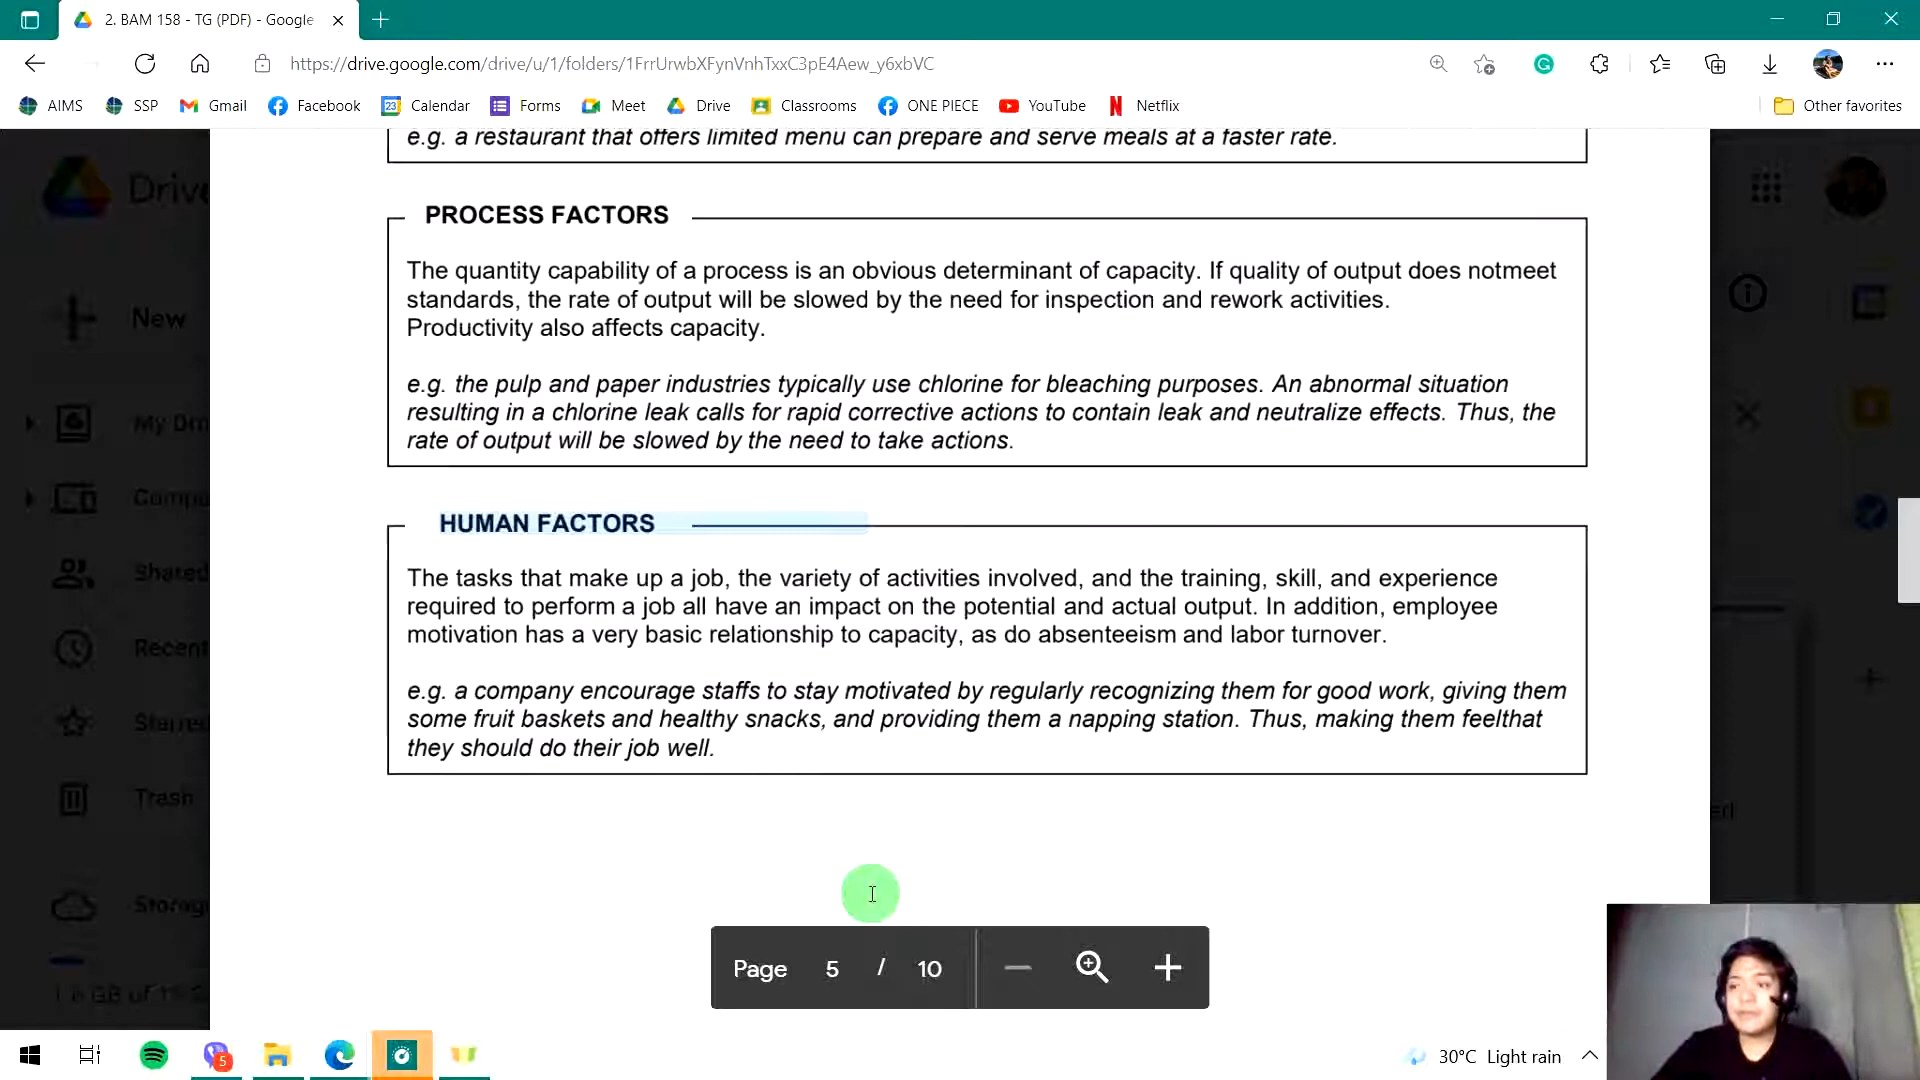 2. BAM 158 - TG (PDF) - Google
https://drive.google.com/drive/u/1/folders/1FrrUrwbXFynVnhTxxC3pE4Aew_y6xbVC
AIMS SSP Gmail Facebook Calendar Forms Meet Drive Classrooms ONE PIECE YouTube Netflix Other favorites
e.g. a restaurant that offers limited menu can prepare and serve meals at a faster rate.
Drive
PROCESS FACTORS
The quantity capability of a process is an obvious determinant of capacity. If quality of output does notmeet
standards, the rate of output will be slowed by the need for inspection and rework activities.
Productivity also affects capacity.
New
e.g. the pulp and paper industries typically use chlorine for bleaching purposes. An abnormal situation
resulting in a chlorine leak calls for rapid corrective actions to contain leak and neutralize effects. Thus, the
rate of output will be slowed by the need to take actions.
My Dri
Compu
HUMAN FACTORS
The tasks that make up a job, the variety of activities involved, and the training, skill, and experience
required to perform a job all have an impact on the potential and actual output. In addition, employee
motivation has a very basic relationship to capacity, as do absenteeism and labor turnover.
Shared
Recent
e.g. a company encourage staffs to stay motivated by regularly recognizing them for good work, giving them
some fruit baskets and healthy snacks, and providing them a napping station. Thus, making them feelthat
they should do their job well.
Starred
Trash
Storag
Page 5 / 10
5
30°C Light rain